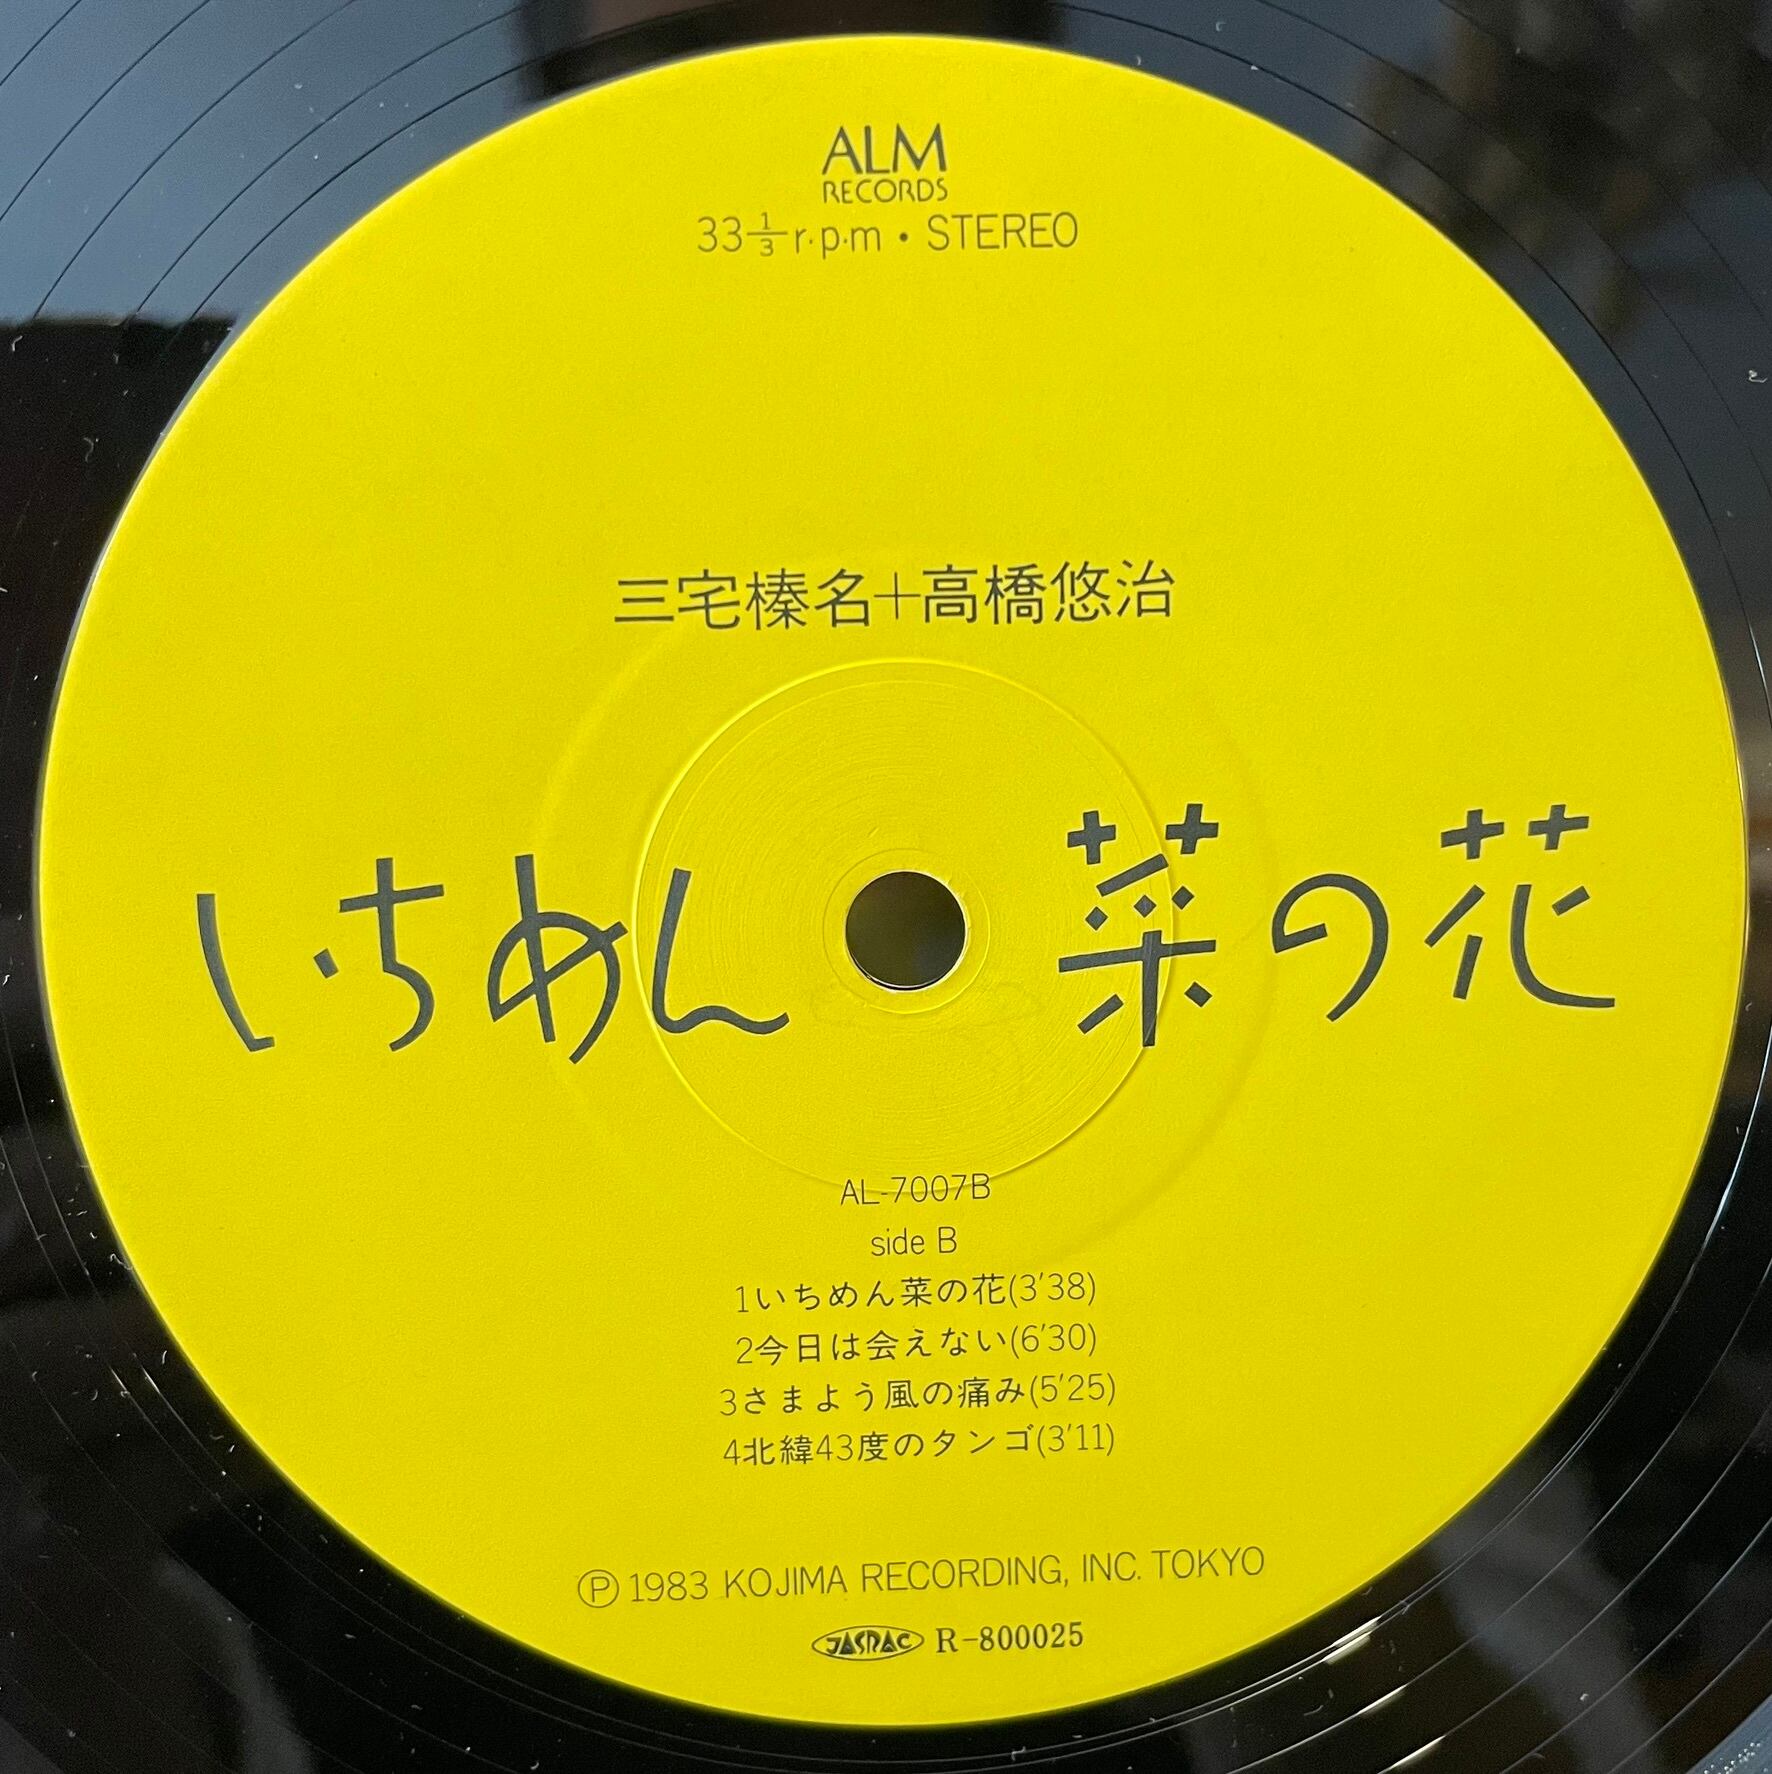 ALM
RECORDS
33⅓ r·p·m • STEREO
三宅榛名+高橋悠治
いちめん 菜の花
AL-7007B
side B
1いちめん菜の花(3′38)
2今日は会えない(6′30)
3さまよう風の痛み(5′25)
4北緯43度のタンゴ(3′11)
Ⓟ 1983 KOJIMA RECORDING, INC. TOKYO
JASRAC R-800025